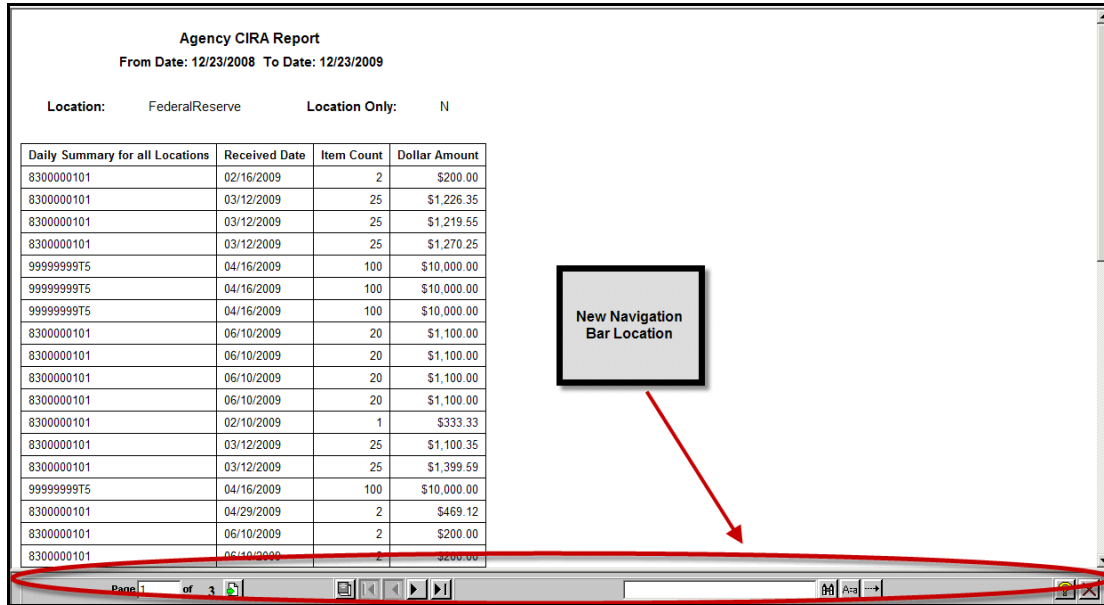 Agency CIRA Report
From Date: 12/23/2008 To Date: 12/23/2009
Location: FederalReserve Location Only: N
Daily Summary for all Locations Received Date Item Count Dollar Amount
8300000101 02/16/2009 2 $200.00
8300000101 03/12/2009 25 $1,226.35
8300000101 03/12/2009 25 $1,219.55
8300000101 03/12/2009 25 $1,270.25
99999999T5 04/16/2009 100 $10,000.00
99999999T5 04/16/2009 100 $10,000.00
99999999T5 04/16/2009 100 $10,000.00
8300000101 06/10/2009 20 $1,100.00
8300000101 06/10/2009 20 $1,100.00
8300000101 06/10/2009 20 $1,100.00
8300000101 06/10/2009 20 $1,100.00
8300000101 02/10/2009 1 $333.33
8300000101 03/12/2009 25 $1,100.35
8300000101 03/12/2009 25 $1,399.59
99999999T5 04/16/2009 100 $10,000.00
8300000101 04/29/2009 2 $469.12
8300000101 06/10/2009 2 $200.00
8300000101 06/10/2009 2 $200.00
New Navigation
Bar Location
Page 1 of 3
A=a